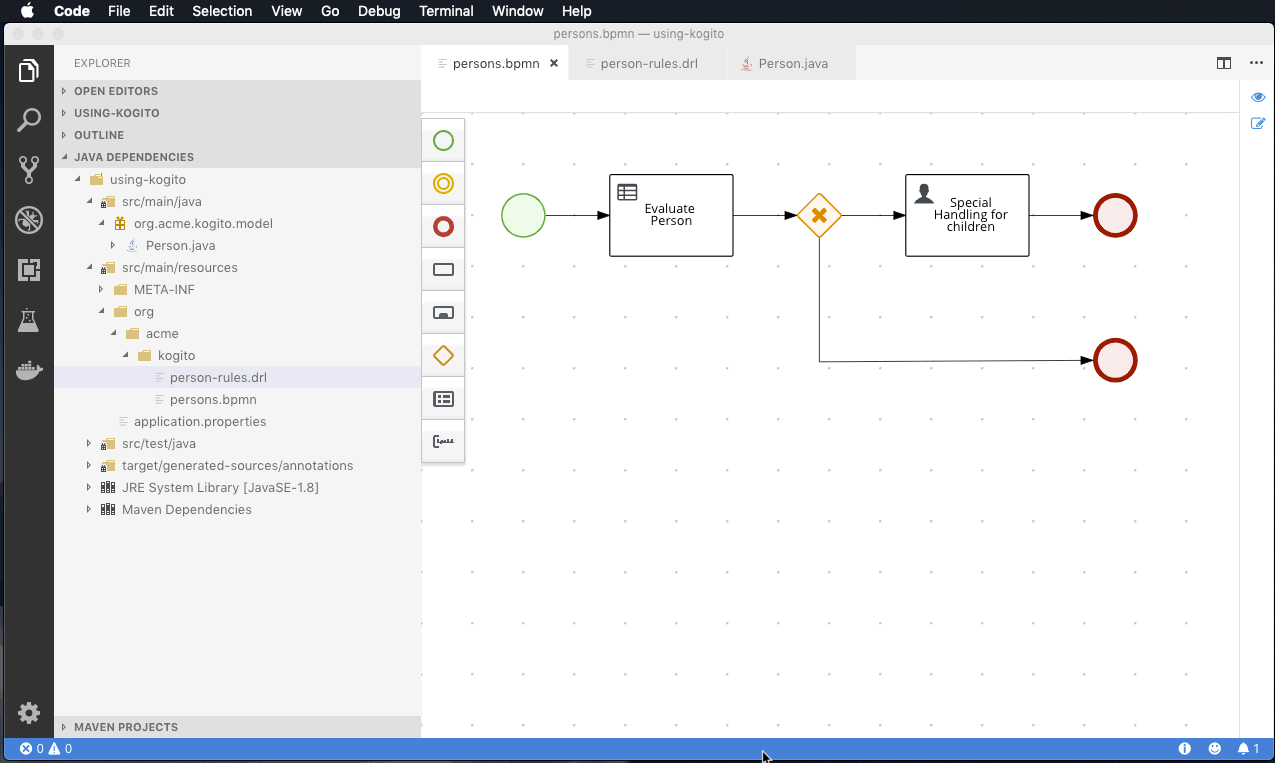 Code File Edit Selection View Go Debug Terminal Window Help
persons.bpmn — using-kogito
EXPLORER
persons.bpmn
person-rules.drl
Person.java
OPEN EDITORS
USING-KOGITO
OUTLINE
JAVA DEPENDENCIES
using-kogito
src/main/java
org.acme.kogito.model
Person.java
src/main/resources
META-INF
org
acme
kogito
person-rules.drl
persons.bpmn
application.properties
src/test/java
target/generated-sources/annotations
JRE System Library [JavaSE-1.8]
Maven Dependencies
MAVEN PROJECTS
Evaluate
Person
Special
Handling for
children
0 0
1